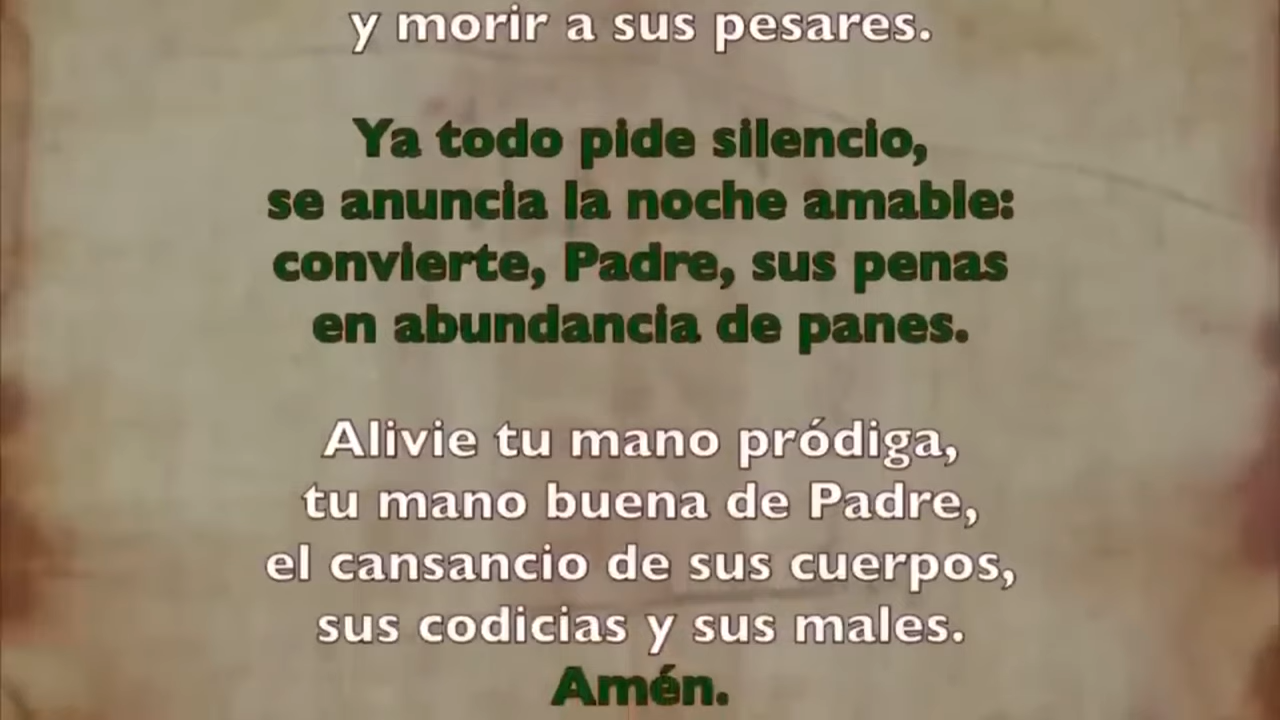 y morir a sus pesares.
Ya todo pide silencio,
se anuncia la noche amable:
convierte, Padre, sus penas
en abundancia de panes.
Alivie tu mano pródiga,
tu mano buena de Padre,
el cansancio de sus cuerpos,
sus codicias y sus males.
Amén.